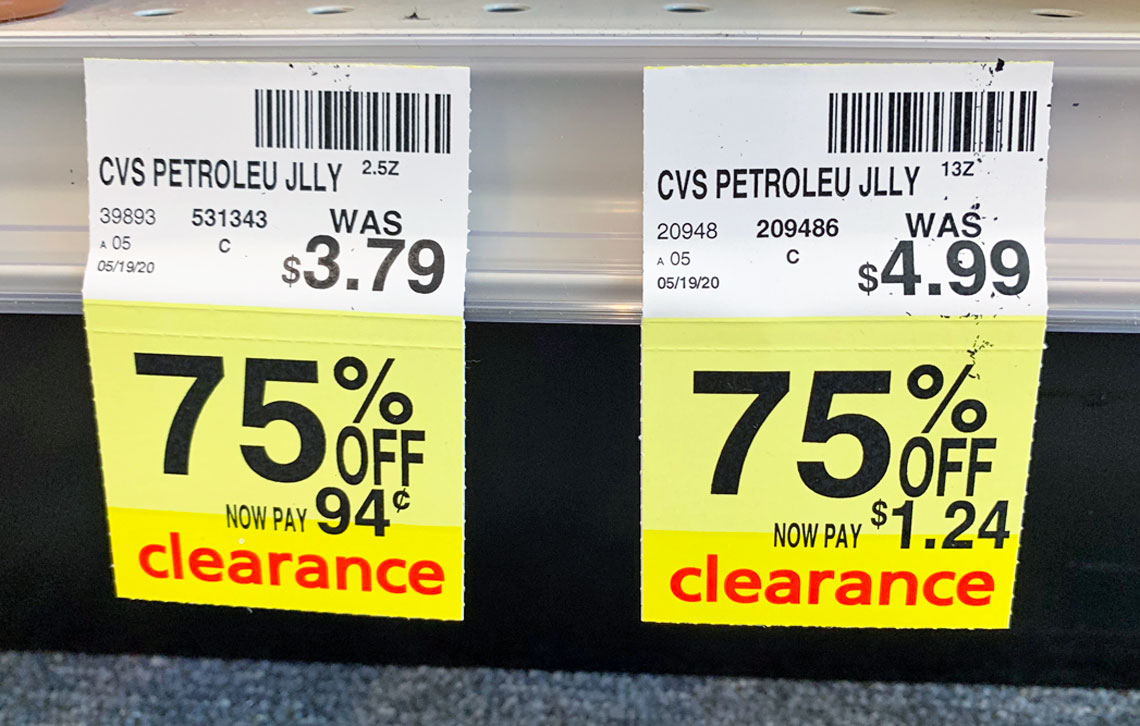 CVS PETROLEU JLLY 2.5Z
39893 531343 WAS
A 05 C $3.79
05/19/20
75% OFF
NOW PAY 94¢
clearance
CVS PETROLEU JLLY 13Z
20948 209486 WAS
A 05 C $4.99
05/19/20
75% OFF
NOW PAY $1.24
clearance